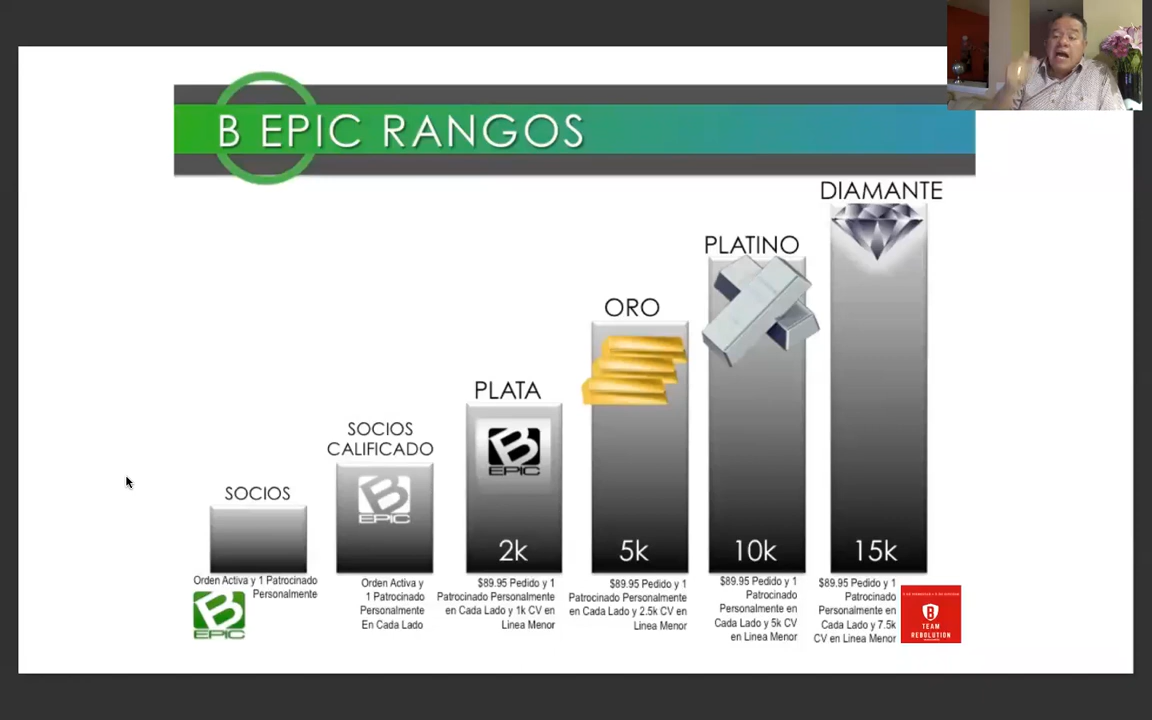 B EPIC RANGOS
DIAMANTE
PLATINO
ORO
PLATA
SOCIOS
CALIFICADO
SOCIOS
B
EPIC
B
EPIC
2k
5k
10k
15k
Orden Activa y 1 Patrocinado
Personalmente
Orden Activa y
1 Patrocinado
Personalmente
En Cada Lado
$89.95 Pedido y 1
Patrocinado Personalmente
en Cada Lado y 1k CV en
Linea Menor
$89.95 Pedido y 1
Patrocinado Personalmente
en Cada Lado y 2.5k CV en
Linea Menor
$89.95 Pedido y 1
Patrocinado
Personalmente en
Cada Lado y 5k CV
en Linea Menor
$89.95 Pedido y 1
Patrocinado
Personalmente en
Cada Lado y 7.5k
CV en Linea Menor
B
EPIC
B
TEAM
REBOLUTION